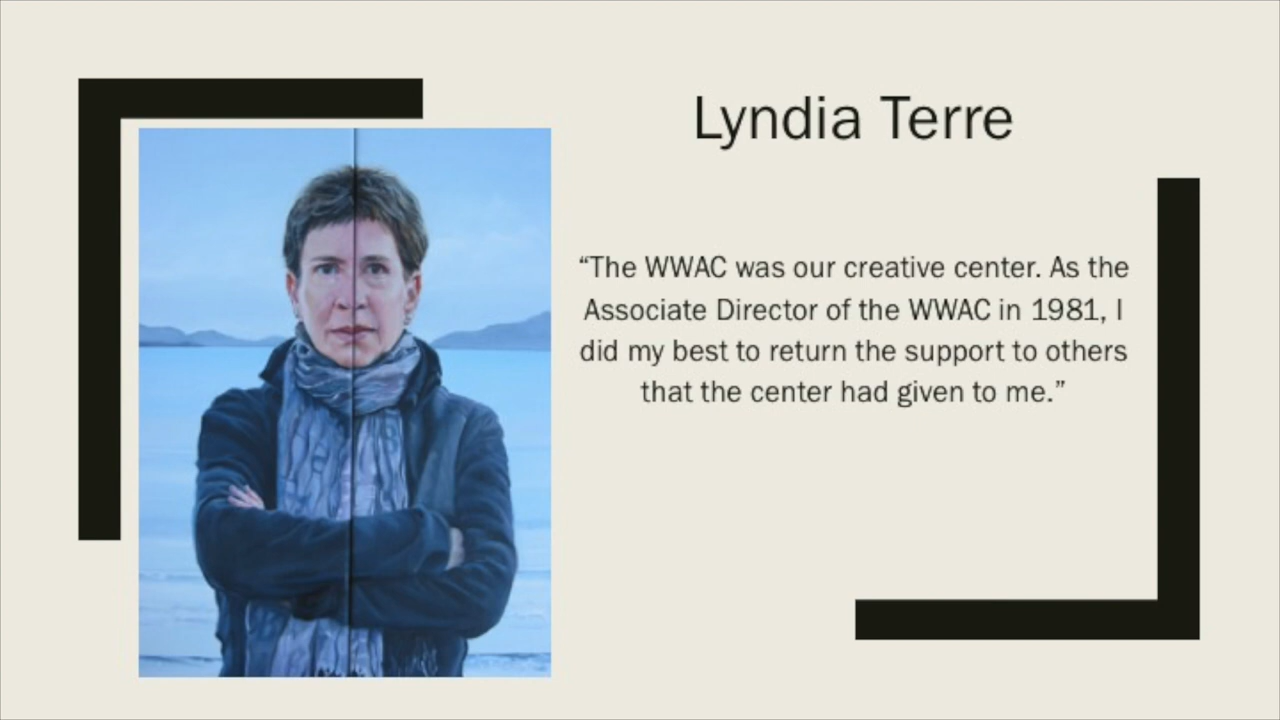 Lyndia Terre
“The WWAC was our creative center. As the
Associate Director of the WWAC in 1981, I
did my best to return the support to others
that the center had given to me.”